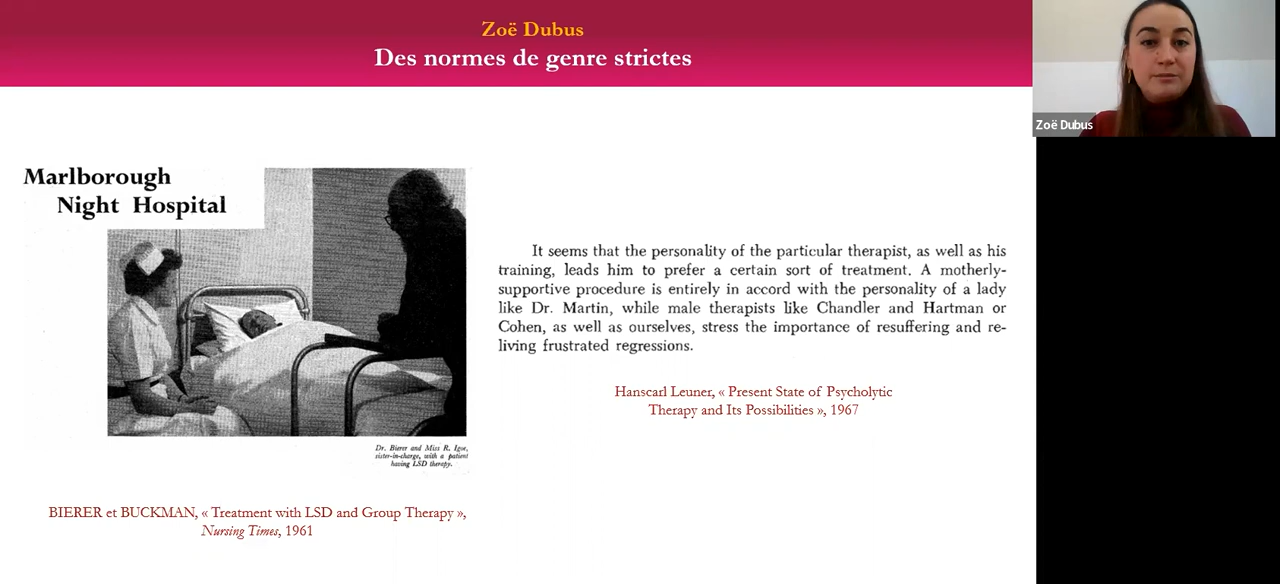 Zoë Dubus
Des normes de genre strictes
Zoë Dubus
Marlborough
Night Hospital
Dr. Bierer and Miss R. Igoe,
sister-in-charge, with a patient
having LSD therapy.
BIERER et BUCKMAN, « Treatment with LSD and Group Therapy »,
Nursing Times, 1961
It seems that the personality of the particular therapist, as well as his
training, leads him to prefer a certain sort of treatment. A motherly-
supportive procedure is entirely in accord with the personality of a lady
like Dr. Martin, while male therapists like Chandler and Hartman or
Cohen, as well as ourselves, stress the importance of resuffering and re-
living frustrated regressions.
Hanscarl Leuner, « Present State of Psycholytic
Therapy and Its Possibilities », 1967